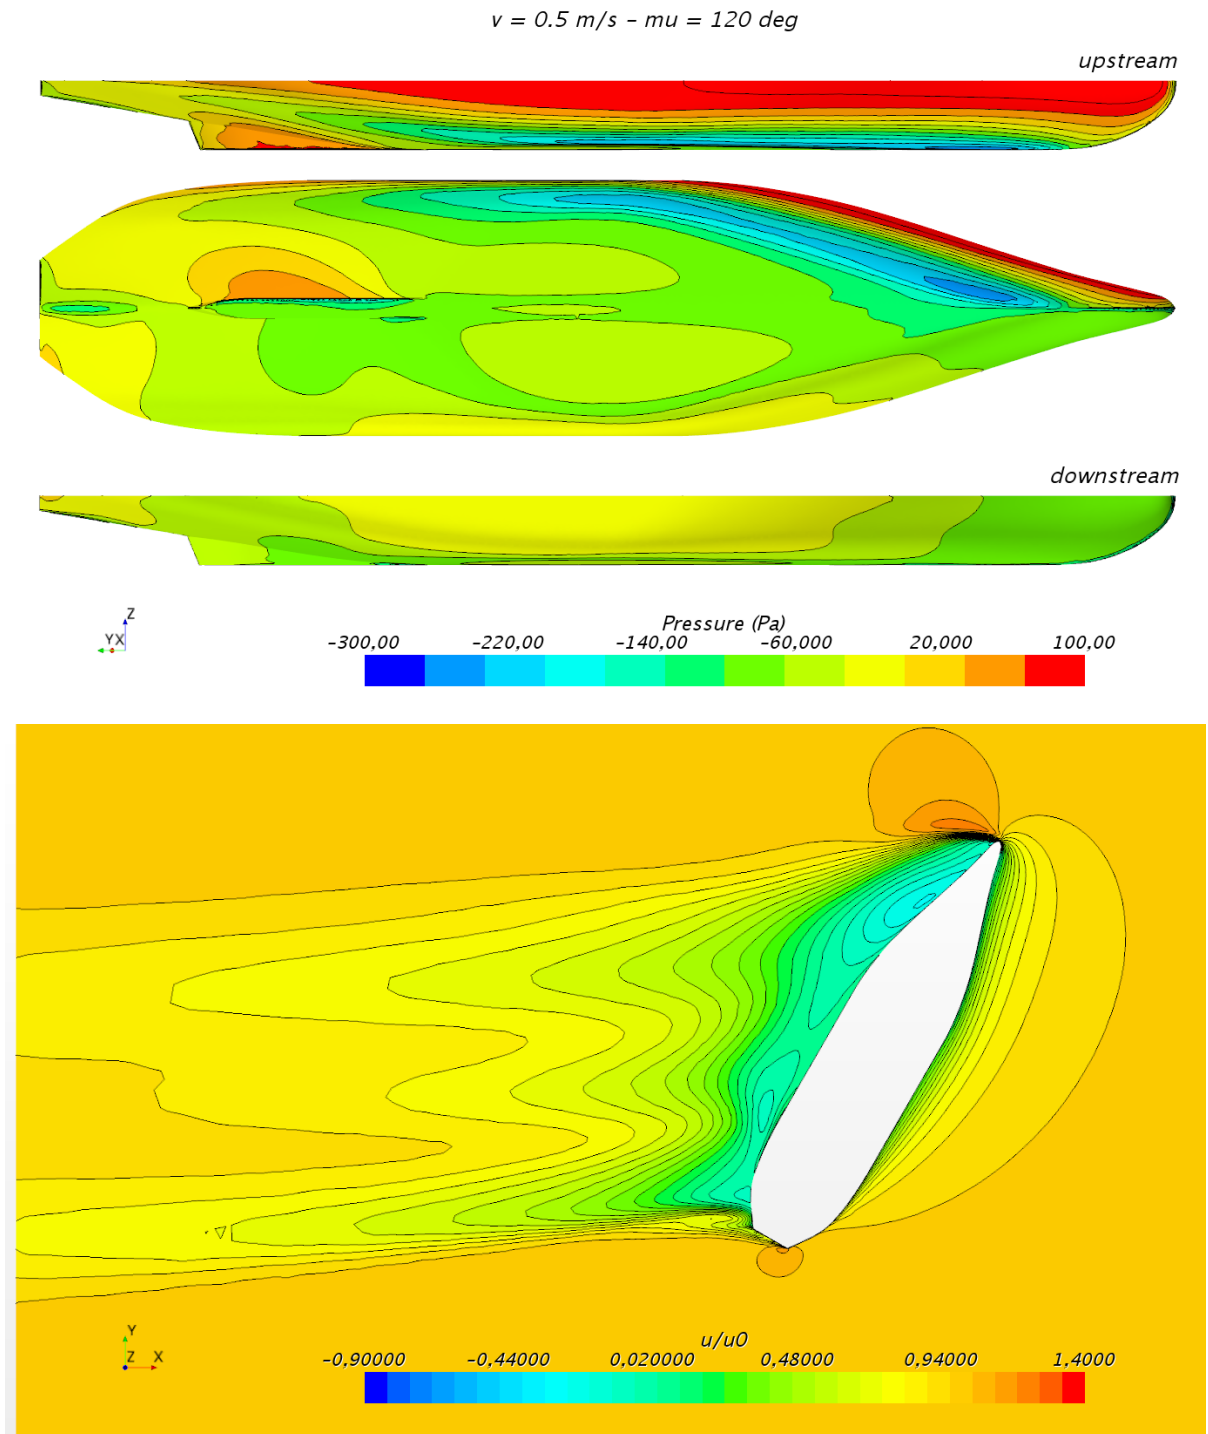 v = 0.5 m/s – mu = 120 deg
upstream
downstream
Z
YX
Pressure (Pa)
-300,00 -220,00 -140,00 -60,000 20,000 100,00
Y
Z X
u/u0
-0,90000 -0,44000 0,020000 0,48000 0,94000 1,4000